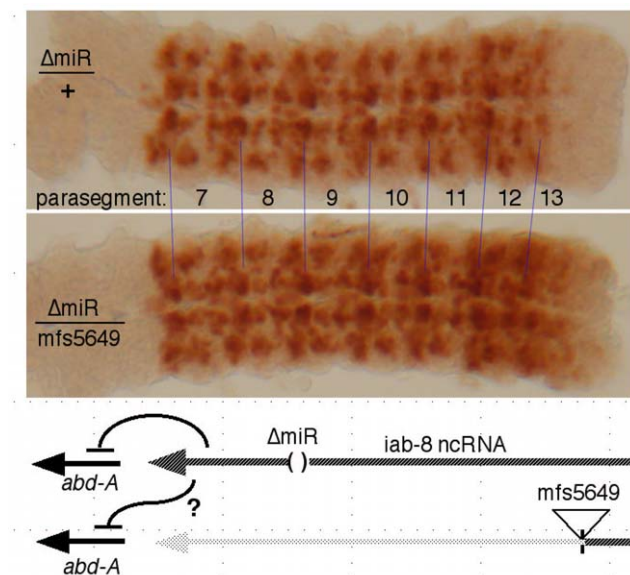 ΔmiR
+
parasegment: 7 8 9 10 11 12 13
ΔmiR
mfs5649
ΔmiR
iab-8 ncRNA
abd-A
mfs5649
?
abd-A